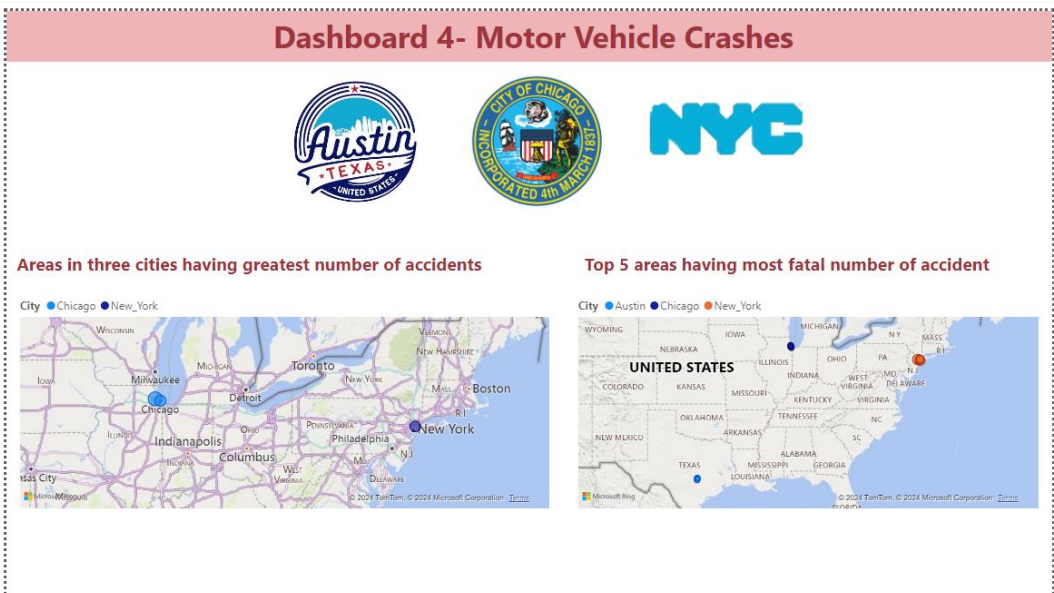 Dashboard 4- Motor Vehicle Crashes
Austin
TEXAS
UNITED STATES
CITY OF CHICAGO
INCORPORATED 4th MARCH 1837
NYC
Areas in three cities having greatest number of accidents
City Chicago New_York
WISCONSIN
VERMONT
NEW HAMPSHIRE
MICHIGAN
Toronto
IOWA
Milwaukee
NEW YORK
Detroit
MASS.
Boston
Chicago
R I
PENNSYLVANIA
New York
ILLINOIS
OHIO
Philadelphia
Indianapolis
N J
Columbus
MD
INDIANA
WEST
VIRGINIA
DELAWARE
sas City
Microsoft
Missouri
© 2024 TomTom, © 2024 Microsoft Corporation Terms
Top 5 areas having most fatal number of accident
City Austin Chicago New_York
WYOMING
IOWA
MICHIGAN
N Y
MASS
NEBRASKA
R I
ILLINOIS
OHIO
PA
UNITED STATES
INDIANA
N J
COLORADO
KANSAS
MISSOURI
WEST
VIRGINIA
MD
DELAWARE
KENTUCKY
VIRGINIA
OKLAHOMA
TENNESSEE
NC
ARKANSAS
NEW MEXICO
SC
ALABAMA
TEXAS
MISSISSIPPI
GEORGIA
LOUISIANA
Microsoft Bing
© 2024 TomTom, © 2024 Microsoft Corporation Terms
FLORIDA